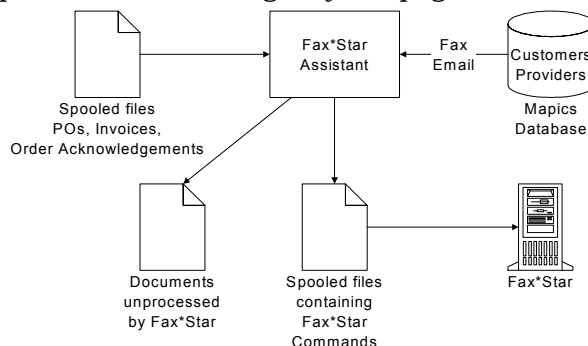 Fax*Star
Assistant
Fax
Email
Customers
Providers
Mapics
Database
Spooled files
POs, Invoices,
Order Acknowledgements
Documents
unprocessed
by Fax*Star
Spooled files
containing
Fax*Star
Commands
Fax*Star